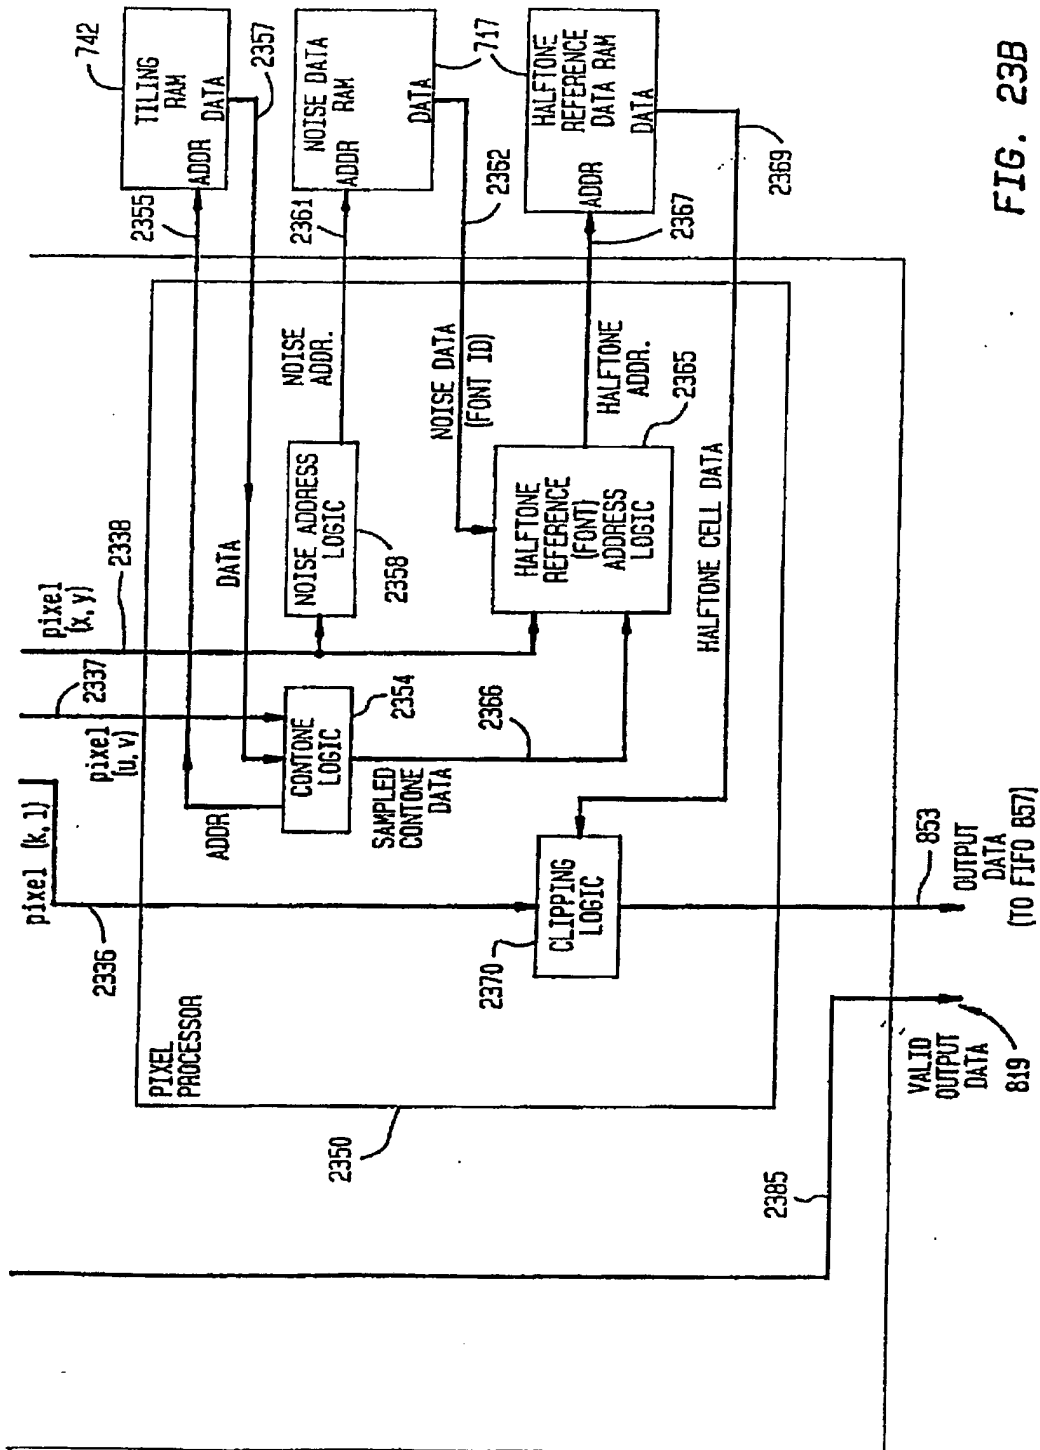 742
TILING
RAM
ADDR
DATA
2355
2357
NOISE DATA
RAM
ADDR
DATA
717
2361
2362
HALFTONE
REFERENCE
DATA RAM
ADDR
DATA
2367
2369
pixel
(x,y)
2338
pixel
(u,v)
2337
pixel (k,l)
2336
PIXEL
PROCESSOR
2350
DATA
ADDR
CONTONE
LOGIC
2354
SAMPLED
CONTONE
DATA
2366
NOISE ADDRESS
LOGIC
2358
NOISE
ADDR.
NOISE DATA
(FONT ID)
HALFTONE
REFERENCE
(FONT)
ADDRESS
LOGIC
2365
HALFTONE
ADDR.
HALFTONE CELL DATA
CLIPPING
LOGIC
2370
2385
VALID
OUTPUT
DATA
819
853
OUTPUT
DATA
(TO FIFO 857)
FIG. 23B